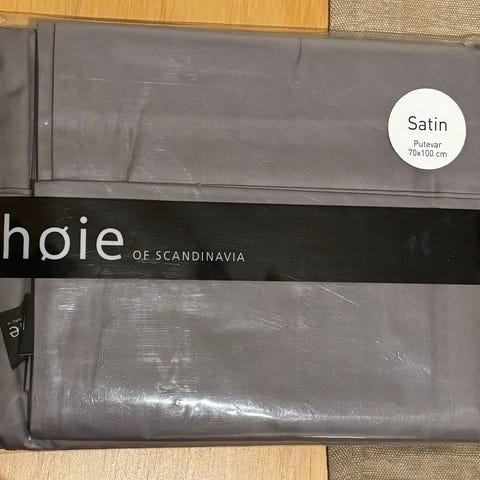 Satin
Putevar
70x100 cm
høie OF SCANDINAVIA